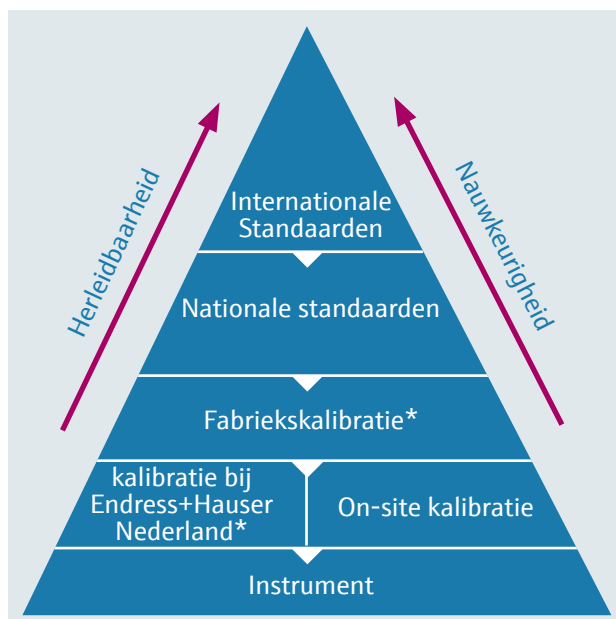 Herleidbaarheid
Nauwkeurigheid
Internationale
Standaarden
Nationale standaarden
Fabriekskalibratie*
kalibratie bij
Endress+Hauser
Nederland*
On-site kalibratie
Instrument